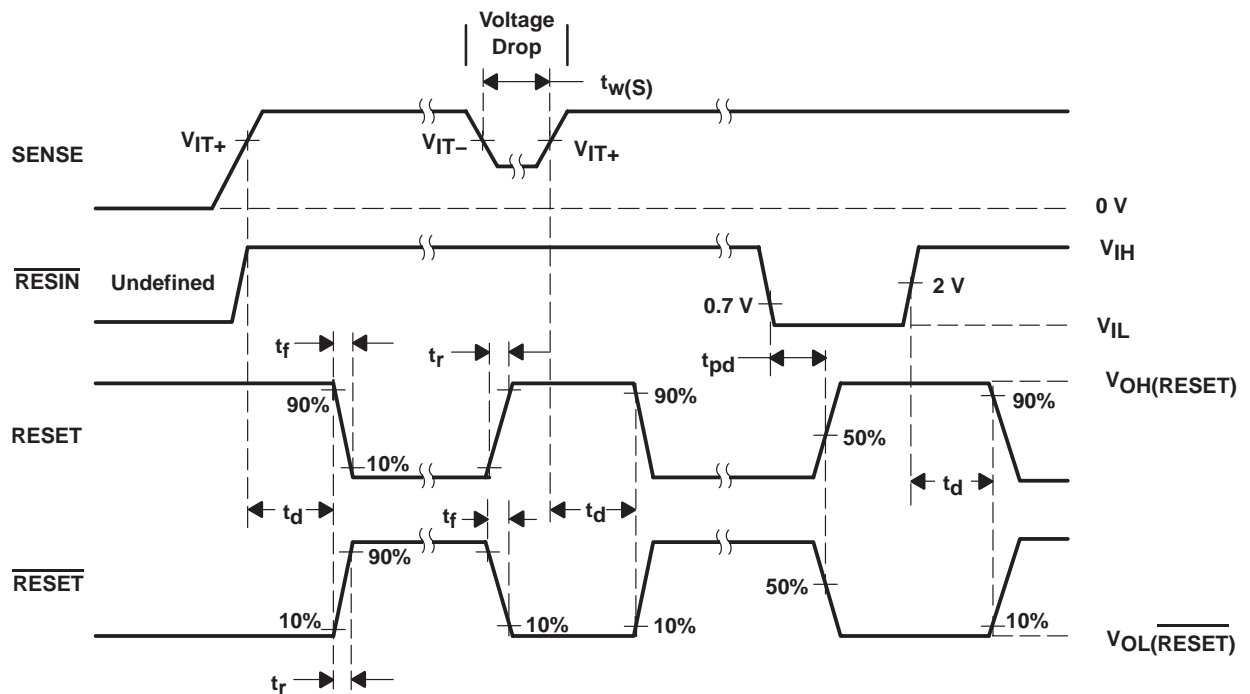 Voltage
Drop
tw(S)
VIT+
VIT−
VIT+
SENSE
0 V
RESIN
Undefined
VIH
0.7 V
2 V
VIL
tf
tr
tpd
VOH(RESET)
90%
90%
90%
RESET
50%
10%
td
tf
td
td
90%
RESET
50%
10%
10%
10%
10%
VOL(RESET)
tr